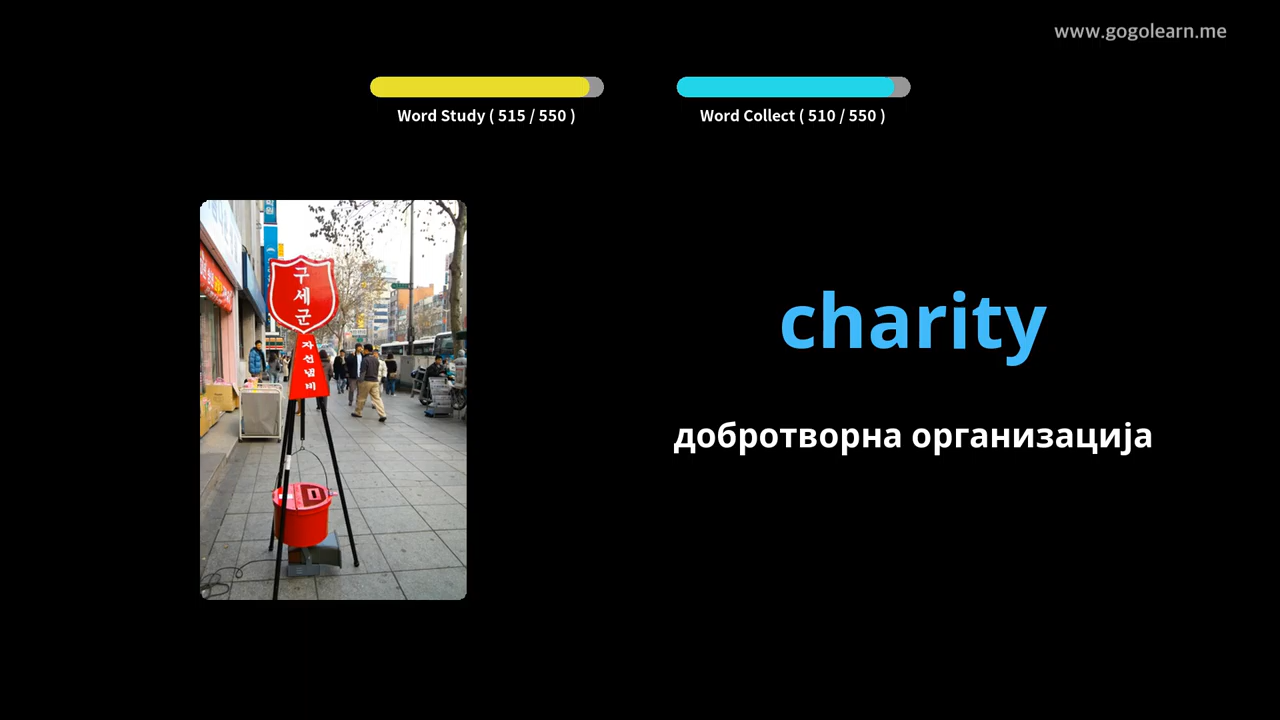 www.gogolearn.me
Word Study ( 515 / 550 )
Word Collect ( 510 / 550 )
구세군
자선냄비
charity
добротворна организација